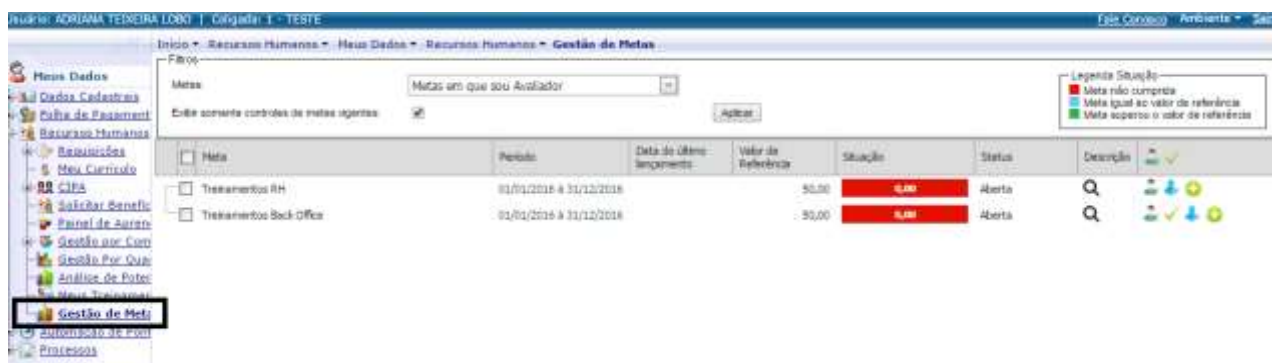 Usuário: ADRIANA TEIXEIRA LOBO | Coligada: 1 - TESTE
Fale Conosco Ambiente
Início Recursos Humanos Meus Dados Recursos Humanos Gestão de Metas
Filtros
Metas
Metas em que sou Avaliador
Exibir somente controles de metas vigentes
Aplicar
Legenda Situação
Meta não cumprida
Meta igual ao valor de referência
Meta superou o valor de referência
Meus Dados
Dados Cadastrais
Folha de Pagament
Recursos Humanos
Requisições
Meu Currículo
CIPA
Solicitar Benefíc
Painel de Apren
Gestão por Com
Gestão Por Qua
Análise de Poten
Meus Treinamen
Gestão de Meta
Automação de Pont
Processos
Meta Período Data do último lançamento Valor de Referência Situação Status Descrição
Treinamentos RH 01/01/2016 à 31/12/2016 50,00 0,00 Aberta
Treinamentos Back Office 01/01/2016 à 31/12/2016 50,00 0,00 Aberta